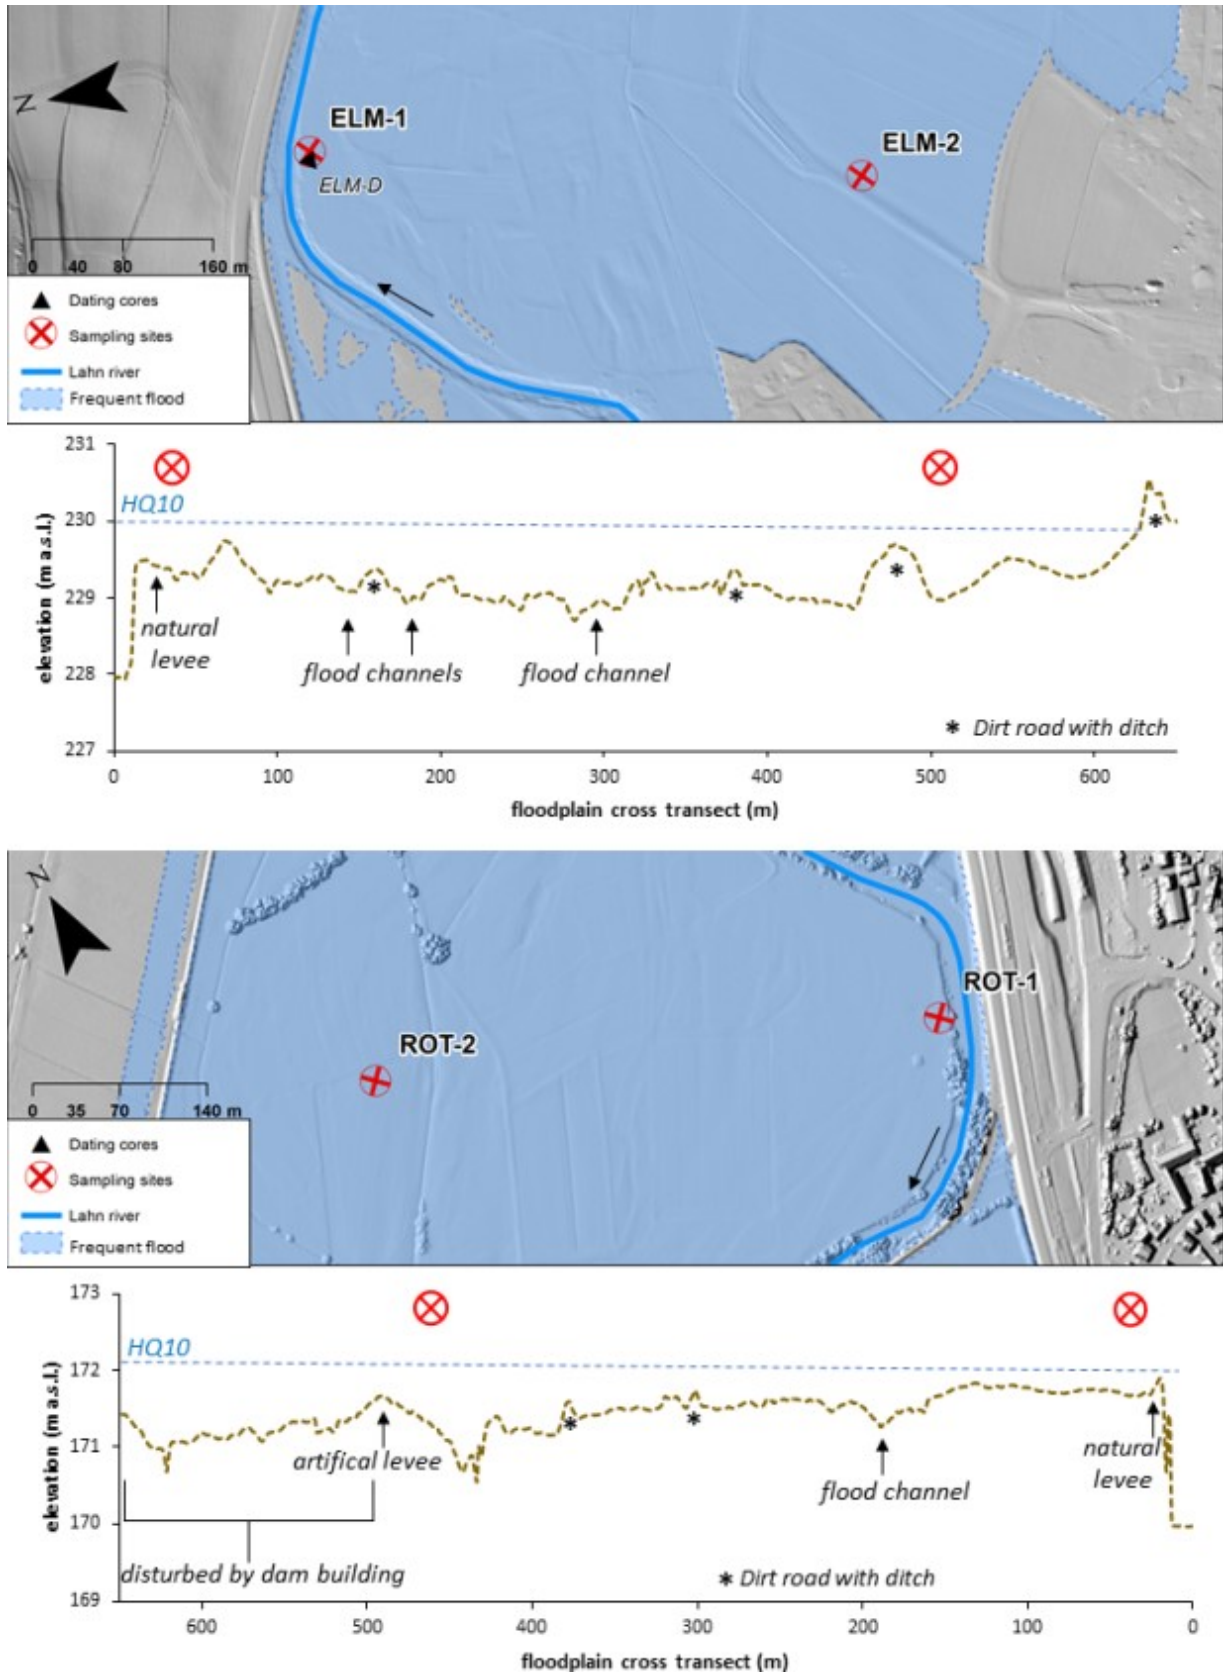 N
ELM-1
ELM-D
ELM-2
0 40 80 160 m
Dating cores
Sampling sites
Lahn river
Frequent flood
231
230
229
228
227
elevation (m a.s.l.)
HQ10
natural
levee
flood channels
flood channel
* Dirt road with ditch
0 100 200 300 400 500 600
floodplain cross transect (m)
N
ROT-1
ROT-2
0 35 70 140 m
Dating cores
Sampling sites
Lahn river
Frequent flood
173
172
171
170
169
elevation (m a.s.l.)
HQ10
artifical levee
flood channel
natural
levee
disturbed by dam building
* Dirt road with ditch
600 500 400 300 200 100 0
floodplain cross transect (m)